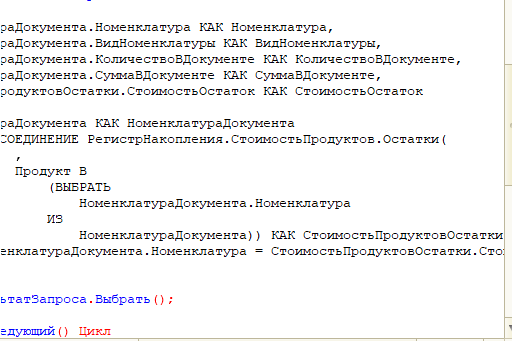 раДокумента.Номенклатура КАК Номенклатура,
раДокумента.ВидНоменклатуры КАК ВидНоменклатуры,
раДокумента.КоличествоВДокументе КАК КоличествоВДокументе,
раДокумента.СуммаВДокументе КАК СуммаВДокументе,
родуктовОстатки.СтоимостьОстаток КАК СтоимостьОстаток
раДокумента КАК НоменклатураДокумента
СОЕДИНЕНИЕ РегистрНакопления.СтоимостьПродуктов.Остатки(
,
Продукт В
(ВЫБРАТЬ
НоменклатураДокумента.Номенклатура
ИЗ
НоменклатураДокумента)) КАК СтоимостьПродуктовОстатки
енклатураДокумента.Номенклатура = СтоимостьПродуктовОстатки.Сто
ьтатЗапроса.Выбрать();
едующий() Цикл